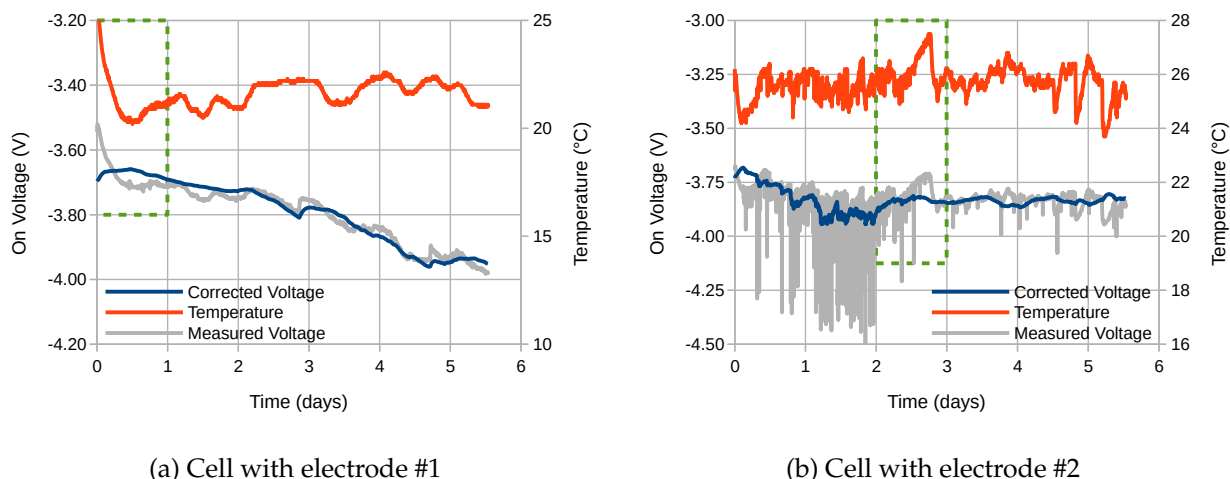 -3.20
-3.40
-3.60
-3.80
-4.00
-4.20
On Voltage (V)
25
20
15
10
Temperature (°C)
0 1 2 3 4 5 6
Time (days)
Corrected Voltage
Temperature
Measured Voltage
(a) Cell with electrode #1
-3.00
-3.25
-3.50
-3.75
-4.00
-4.25
-4.50
On Voltage (V)
28
26
24
22
20
18
16
Temperature (°C)
0 1 2 3 4 5 6
Time (days)
Corrected Voltage
Temperature
Measured Voltage
(b) Cell with electrode #2